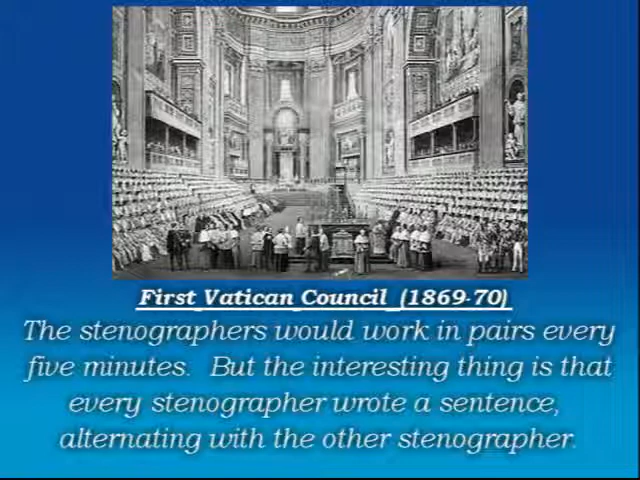 First Vatican Council (1869-70)
The stenographers would work in pairs every
five minutes.  But the interesting thing is that
every stenographer wrote a sentence,
alternating with the other stenographer.